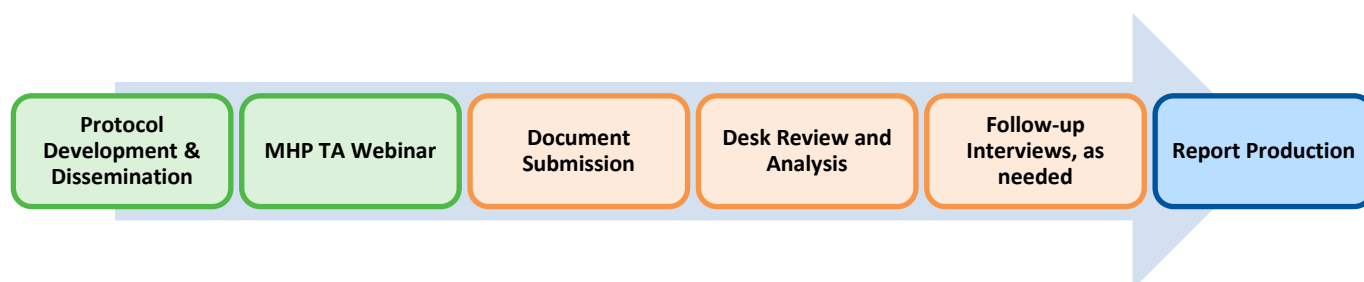 Protocol
Development &
Dissemination
MHP TA Webinar
Document
Submission
Desk Review and
Analysis
Follow-up
Interviews, as
needed
Report Production